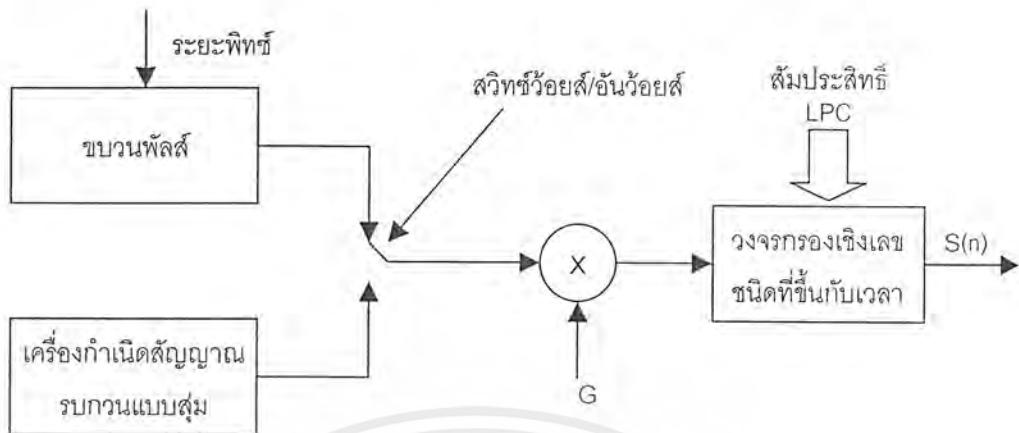 ระยะพิทซ์
ขบวนพัลส์
สวิทซ์ว้อยส์/อันว้อยส์
สัมประสิทธิ์
LPC
วงจรกรองเชิงเลข
ชนิดที่ขึ้นกับเวลา
S(n)
X
G
เครื่องกำเนิดสัญญาณ
รบกวนแบบสุ่ม